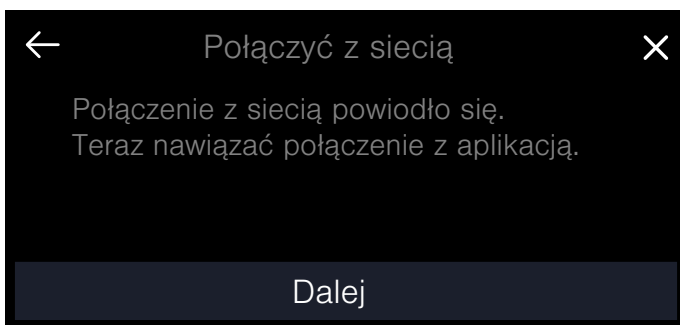 Połączyć z siecią
Połączenie z siecią powiodło się.
Teraz nawiązać połączenie z aplikacją.
Dalej